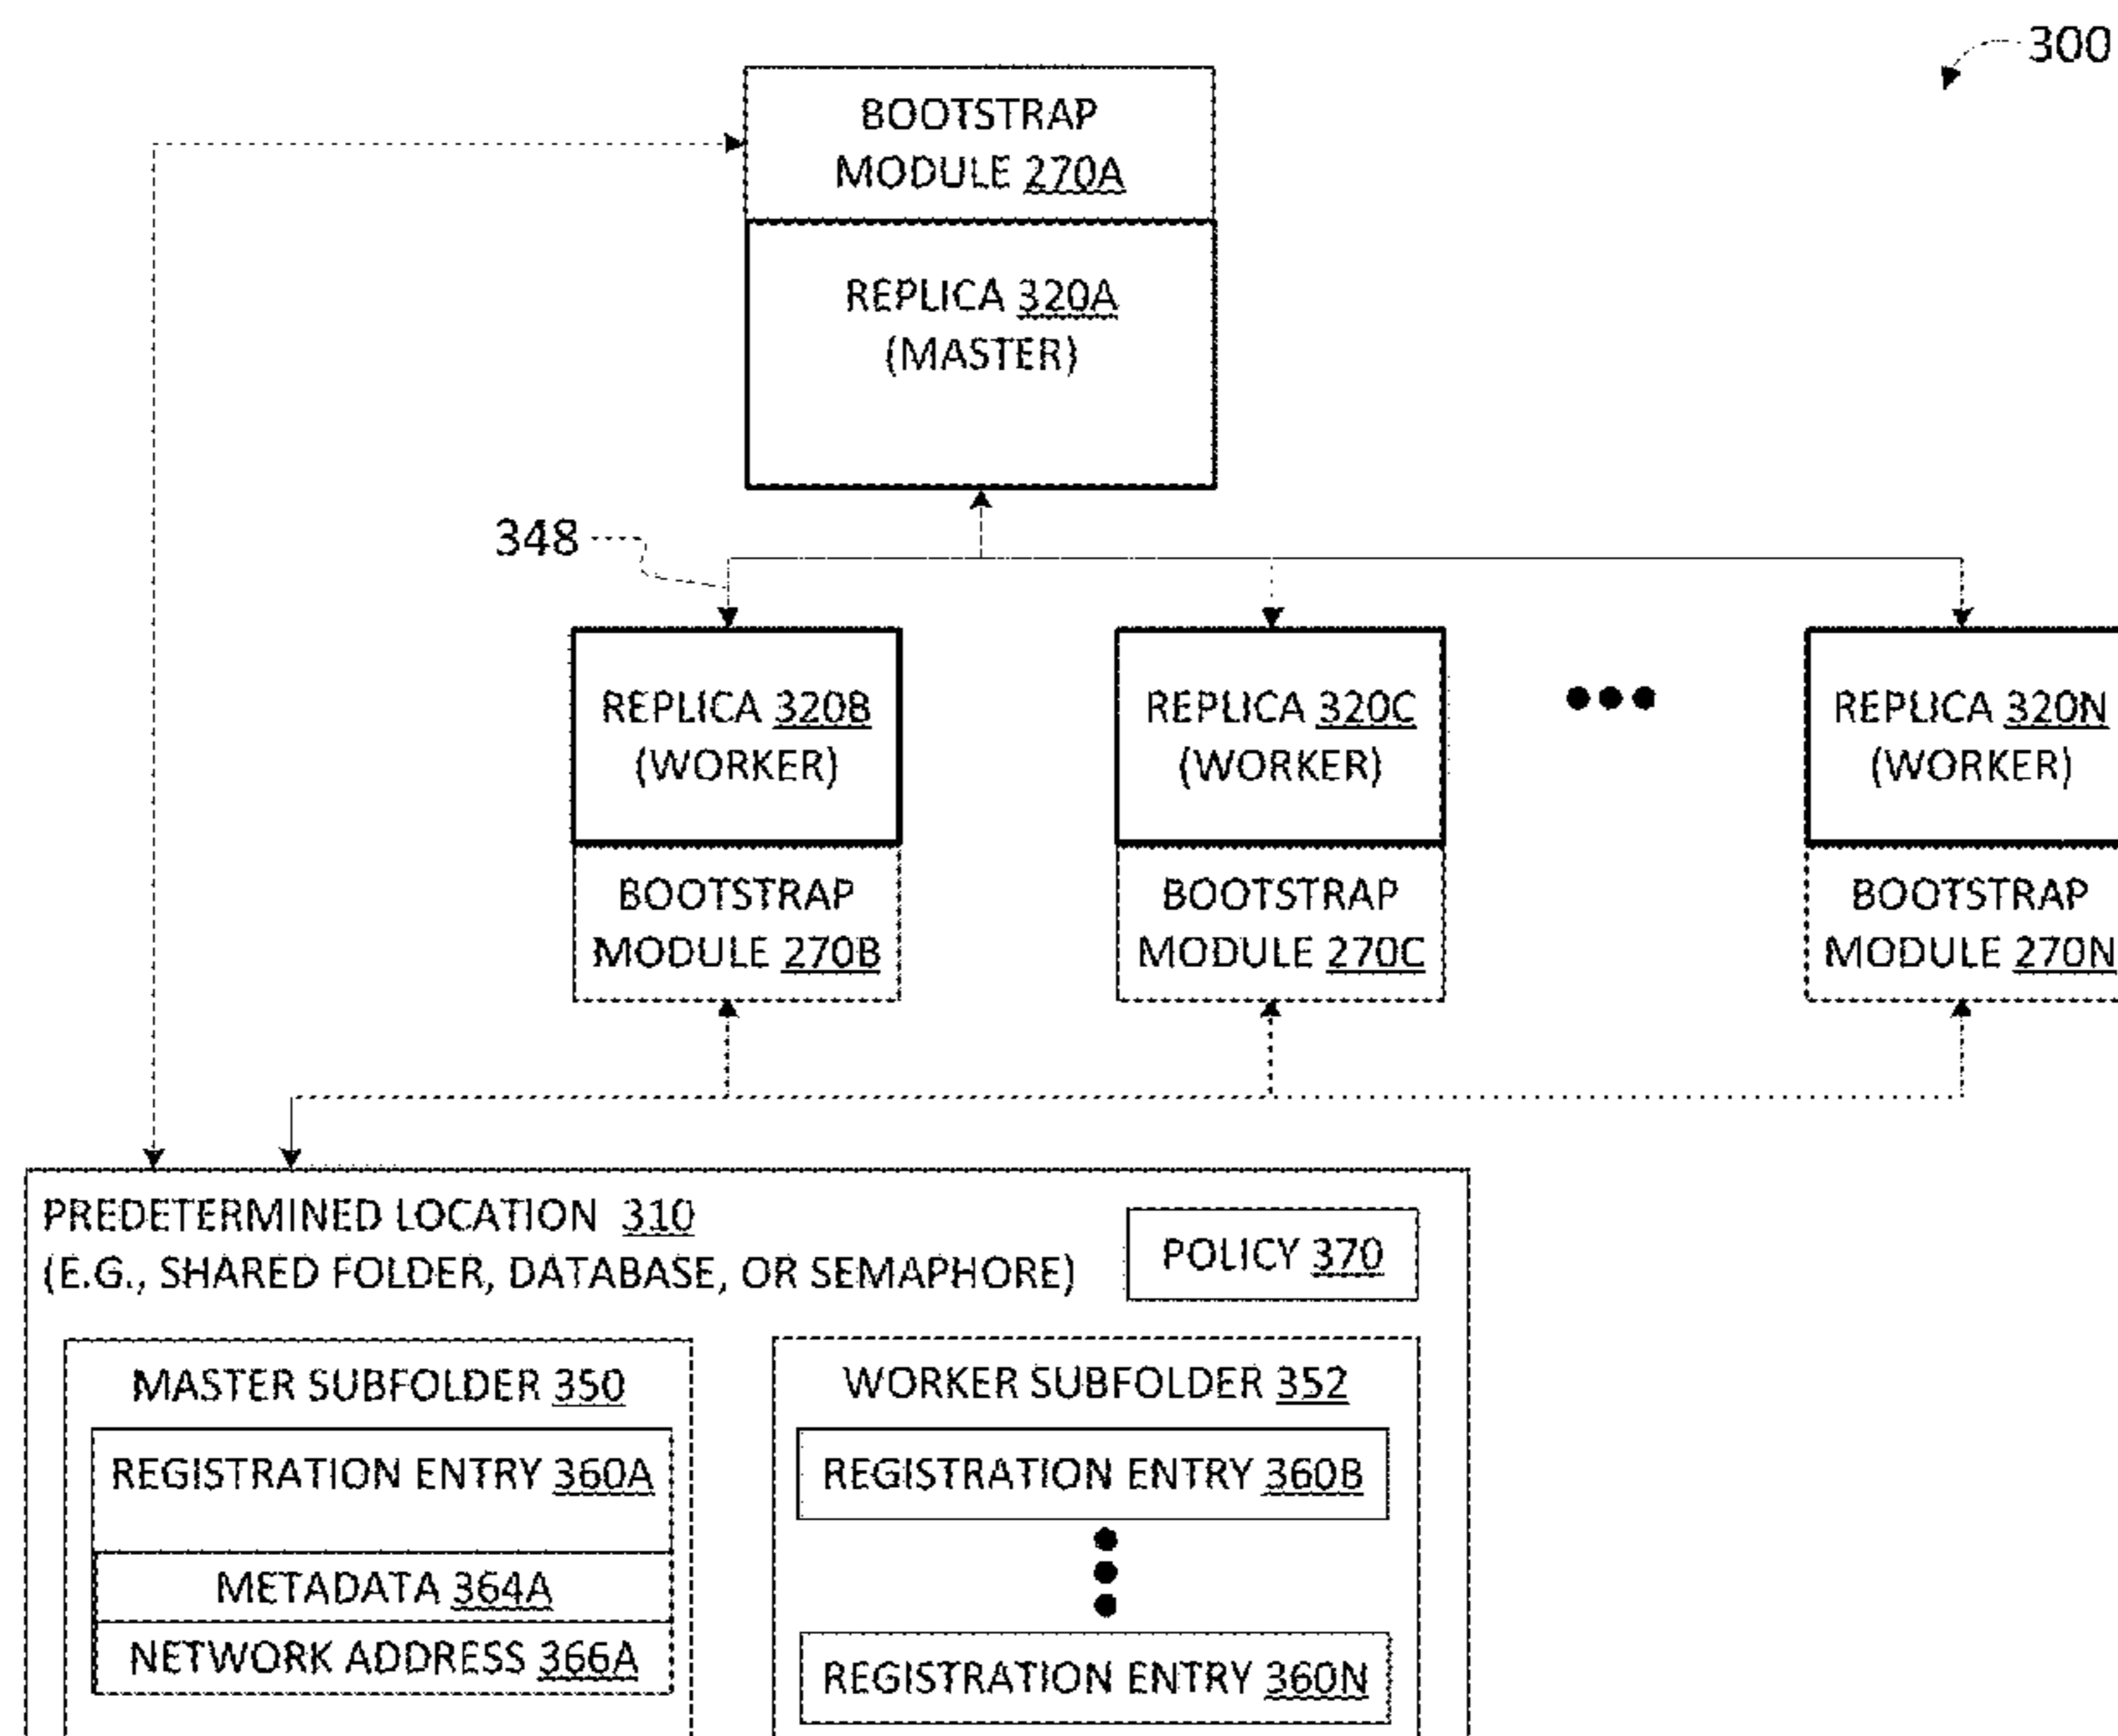 300
BOOTSTRAP
MODULE 270A
REPLICA 320A
(MASTER)
348
REPLICA 320B
(WORKER)
REPLICA 320C
(WORKER)
REPLICA 320N
(WORKER)
BOOTSTRAP
MODULE 270B
BOOTSTRAP
MODULE 270C
BOOTSTRAP
MODULE 270N
PREDETERMINED LOCATION 310
(E.G., SHARED FOLDER, DATABASE, OR SEMAPHORE)
POLICY 370
MASTER SUBFOLDER 350
REGISTRATION ENTRY 360A
METADATA 364A
NETWORK ADDRESS 366A
WORKER SUBFOLDER 352
REGISTRATION ENTRY 360B
REGISTRATION ENTRY 360N